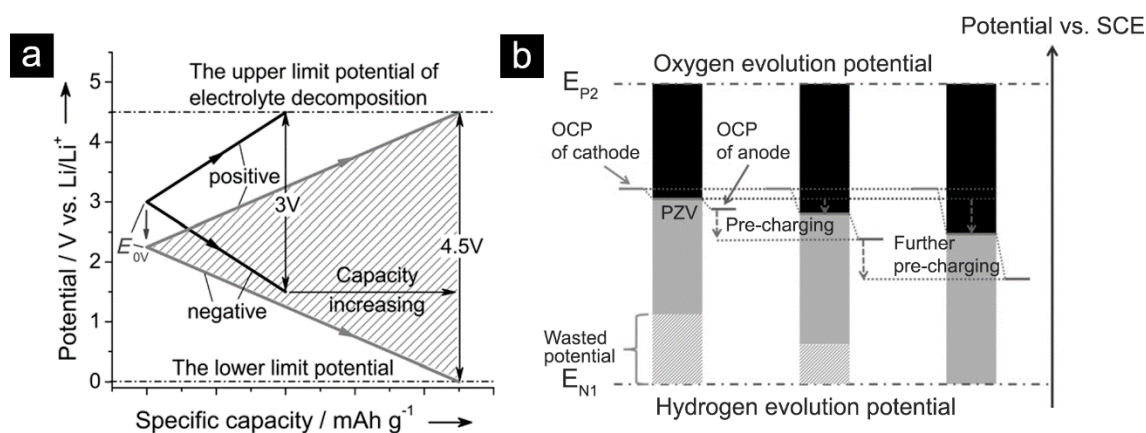 a
Potential / V vs. Li/Li⁺
5
4
3
2
1
0
The upper limit potential of
electrolyte decomposition
positive
3V
4.5V
E₀ᵥ
Capacity
increasing
negative
The lower limit potential
Specific capacity / mAh g⁻¹
b
Potential vs. SCE
Oxygen evolution potential
E_P2
OCP
of cathode
OCP
of anode
PZV
Pre-charging
Further
pre-charging
Wasted
potential
E_N1
Hydrogen evolution potential